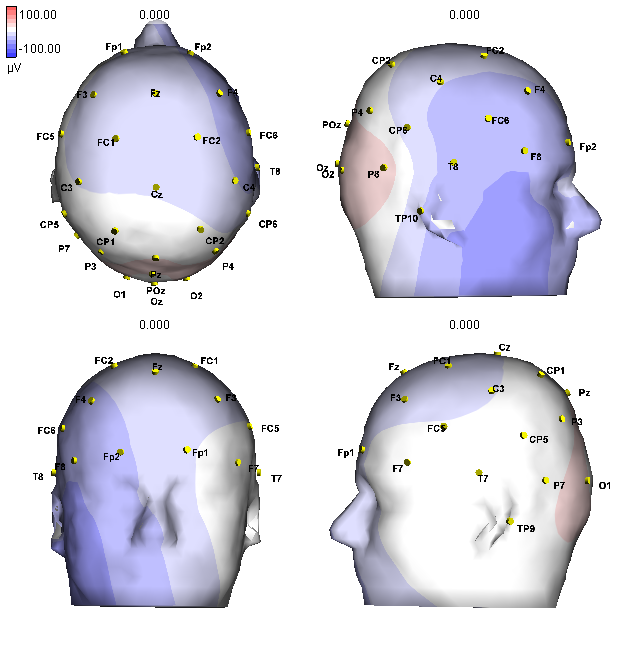 100.00
-100.00
µV
0.000
Fp1 Fp2
F3 Fz F4
FC5 FC1 FC2 FC6
T8
C3 Cz C4
CP5 CP6
P7 CP1 CP2
P3 Pz P4
O1 POz O2
Oz
0.000
CP2 FC2
C4 F4
P4 FC6
POz CP6 Fp2
F8
Oz P8 T8
O2
TP10
0.000
FC2 Fz FC1
F4 F3
FC6 FC5
Fp2 Fp1
T8 F8 F7 T7
0.000
Cz
Fz FC1 CP1
F3 C3 Pz
FC5 P3
Fp1 CP5
F7 T7 P7 O1
TP9